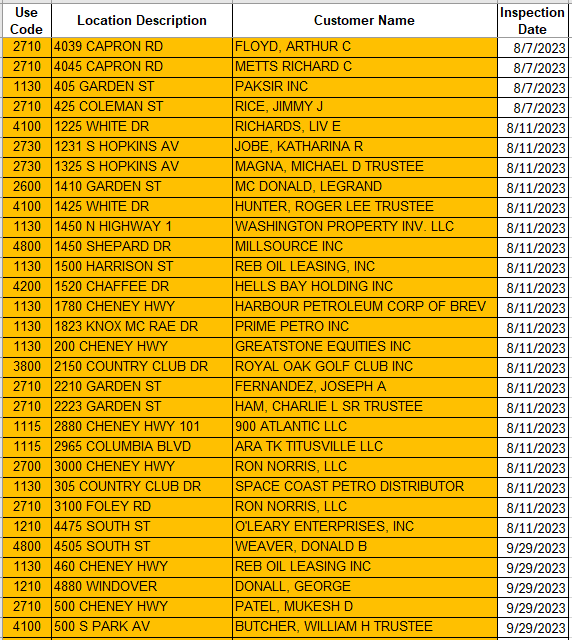 Use Code Location Description Customer Name Inspection Date
2710 4039 CAPRON RD FLOYD, ARTHUR C 8/7/2023
2710 4045 CAPRON RD METTS RICHARD C 8/7/2023
1130 405 GARDEN ST PAKSIR INC 8/7/2023
2710 425 COLEMAN ST RICE, JIMMY J 8/7/2023
4100 1225 WHITE DR RICHARDS, LIV E 8/11/2023
2730 1231 S HOPKINS AV JOBE, KATHARINA R 8/11/2023
2730 1325 S HOPKINS AV MAGNA, MICHAEL D TRUSTEE 8/11/2023
2600 1410 GARDEN ST MC DONALD, LEGRAND 8/11/2023
4100 1425 WHITE DR HUNTER, ROGER LEE TRUSTEE 8/11/2023
1130 1450 N HIGHWAY 1 WASHINGTON PROPERTY INV. LLC 8/11/2023
4800 1450 SHEPARD DR MILLSOURCE INC 8/11/2023
1130 1500 HARRISON ST REB OIL LEASING, INC 8/11/2023
4200 1520 CHAFFEE DR HELLS BAY HOLDING INC 8/11/2023
1130 1780 CHENEY HWY HARBOUR PETROLEUM CORP OF BREV 8/11/2023
1130 1823 KNOX MC RAE DR PRIME PETRO INC 8/11/2023
1130 200 CHENEY HWY GREATSTONE EQUITIES INC 8/11/2023
3800 2150 COUNTRY CLUB DR ROYAL OAK GOLF CLUB INC 8/11/2023
2710 2210 GARDEN ST FERNANDEZ, JOSEPH A 8/11/2023
2710 2223 GARDEN ST HAM, CHARLIE L SR TRUSTEE 8/11/2023
1115 2880 CHENEY HWY 101 900 ATLANTIC LLC 8/11/2023
1115 2965 COLUMBIA BLVD ARA TK TITUSVILLE LLC 8/11/2023
2700 3000 CHENEY HWY RON NORRIS, LLC 8/11/2023
1130 305 COUNTRY CLUB DR SPACE COAST PETRO DISTRIBUTOR 8/11/2023
2710 3100 FOLEY RD RON NORRIS, LLC 8/11/2023
1210 4475 SOUTH ST O'LEARY ENTERPRISES, INC 8/11/2023
4800 4505 SOUTH ST WEAVER, DONALD B 9/29/2023
1130 460 CHENEY HWY REB OIL LEASING INC 9/29/2023
1210 4880 WINDOVER DONALL, GEORGE 9/29/2023
2710 500 CHENEY HWY PATEL, MUKESH D 9/29/2023
4100 500 S PARK AV BUTCHER, WILLIAM H TRUSTEE 9/29/2023